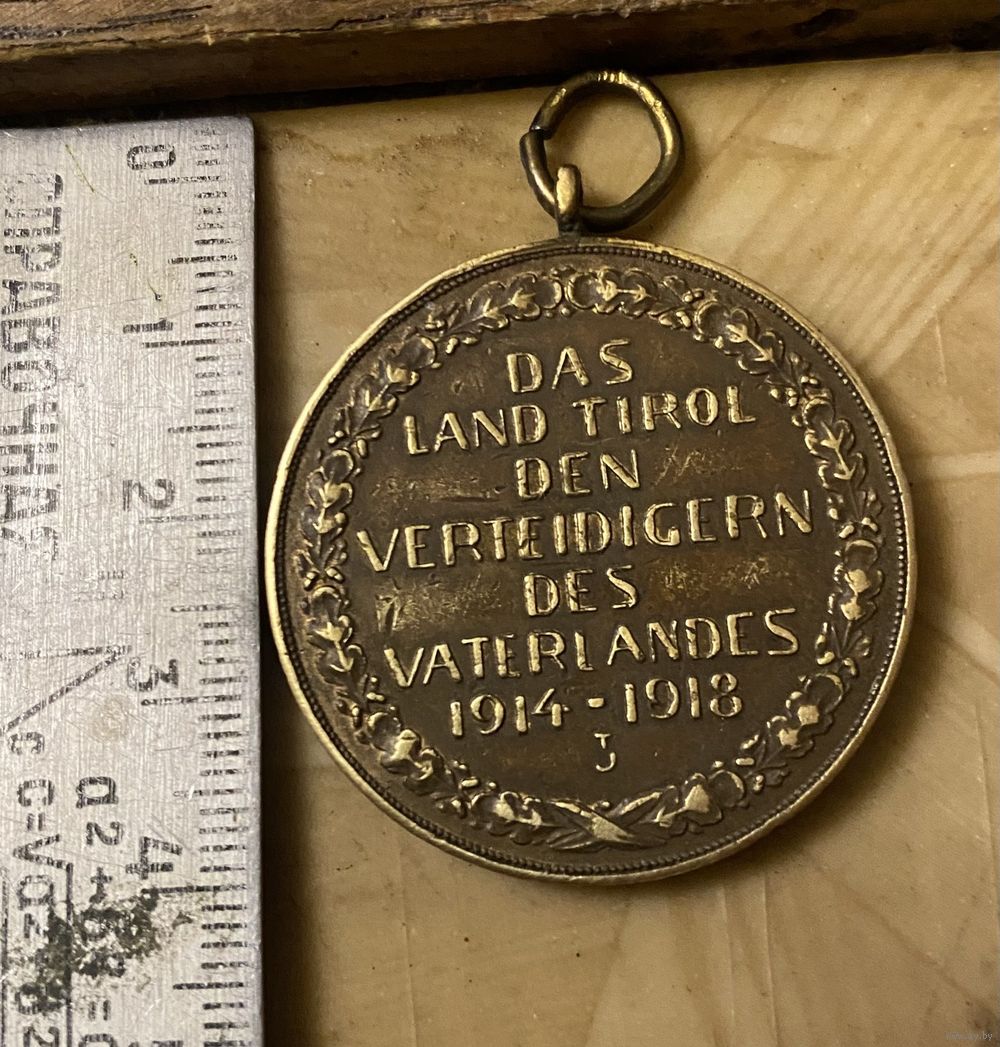 DAS
LAND TIROL
DEN
VERTEIDIGERN
DES
VATERLANDES
1914-1918
0
1
2
3
4
СПРАВОЧНАЯ
c